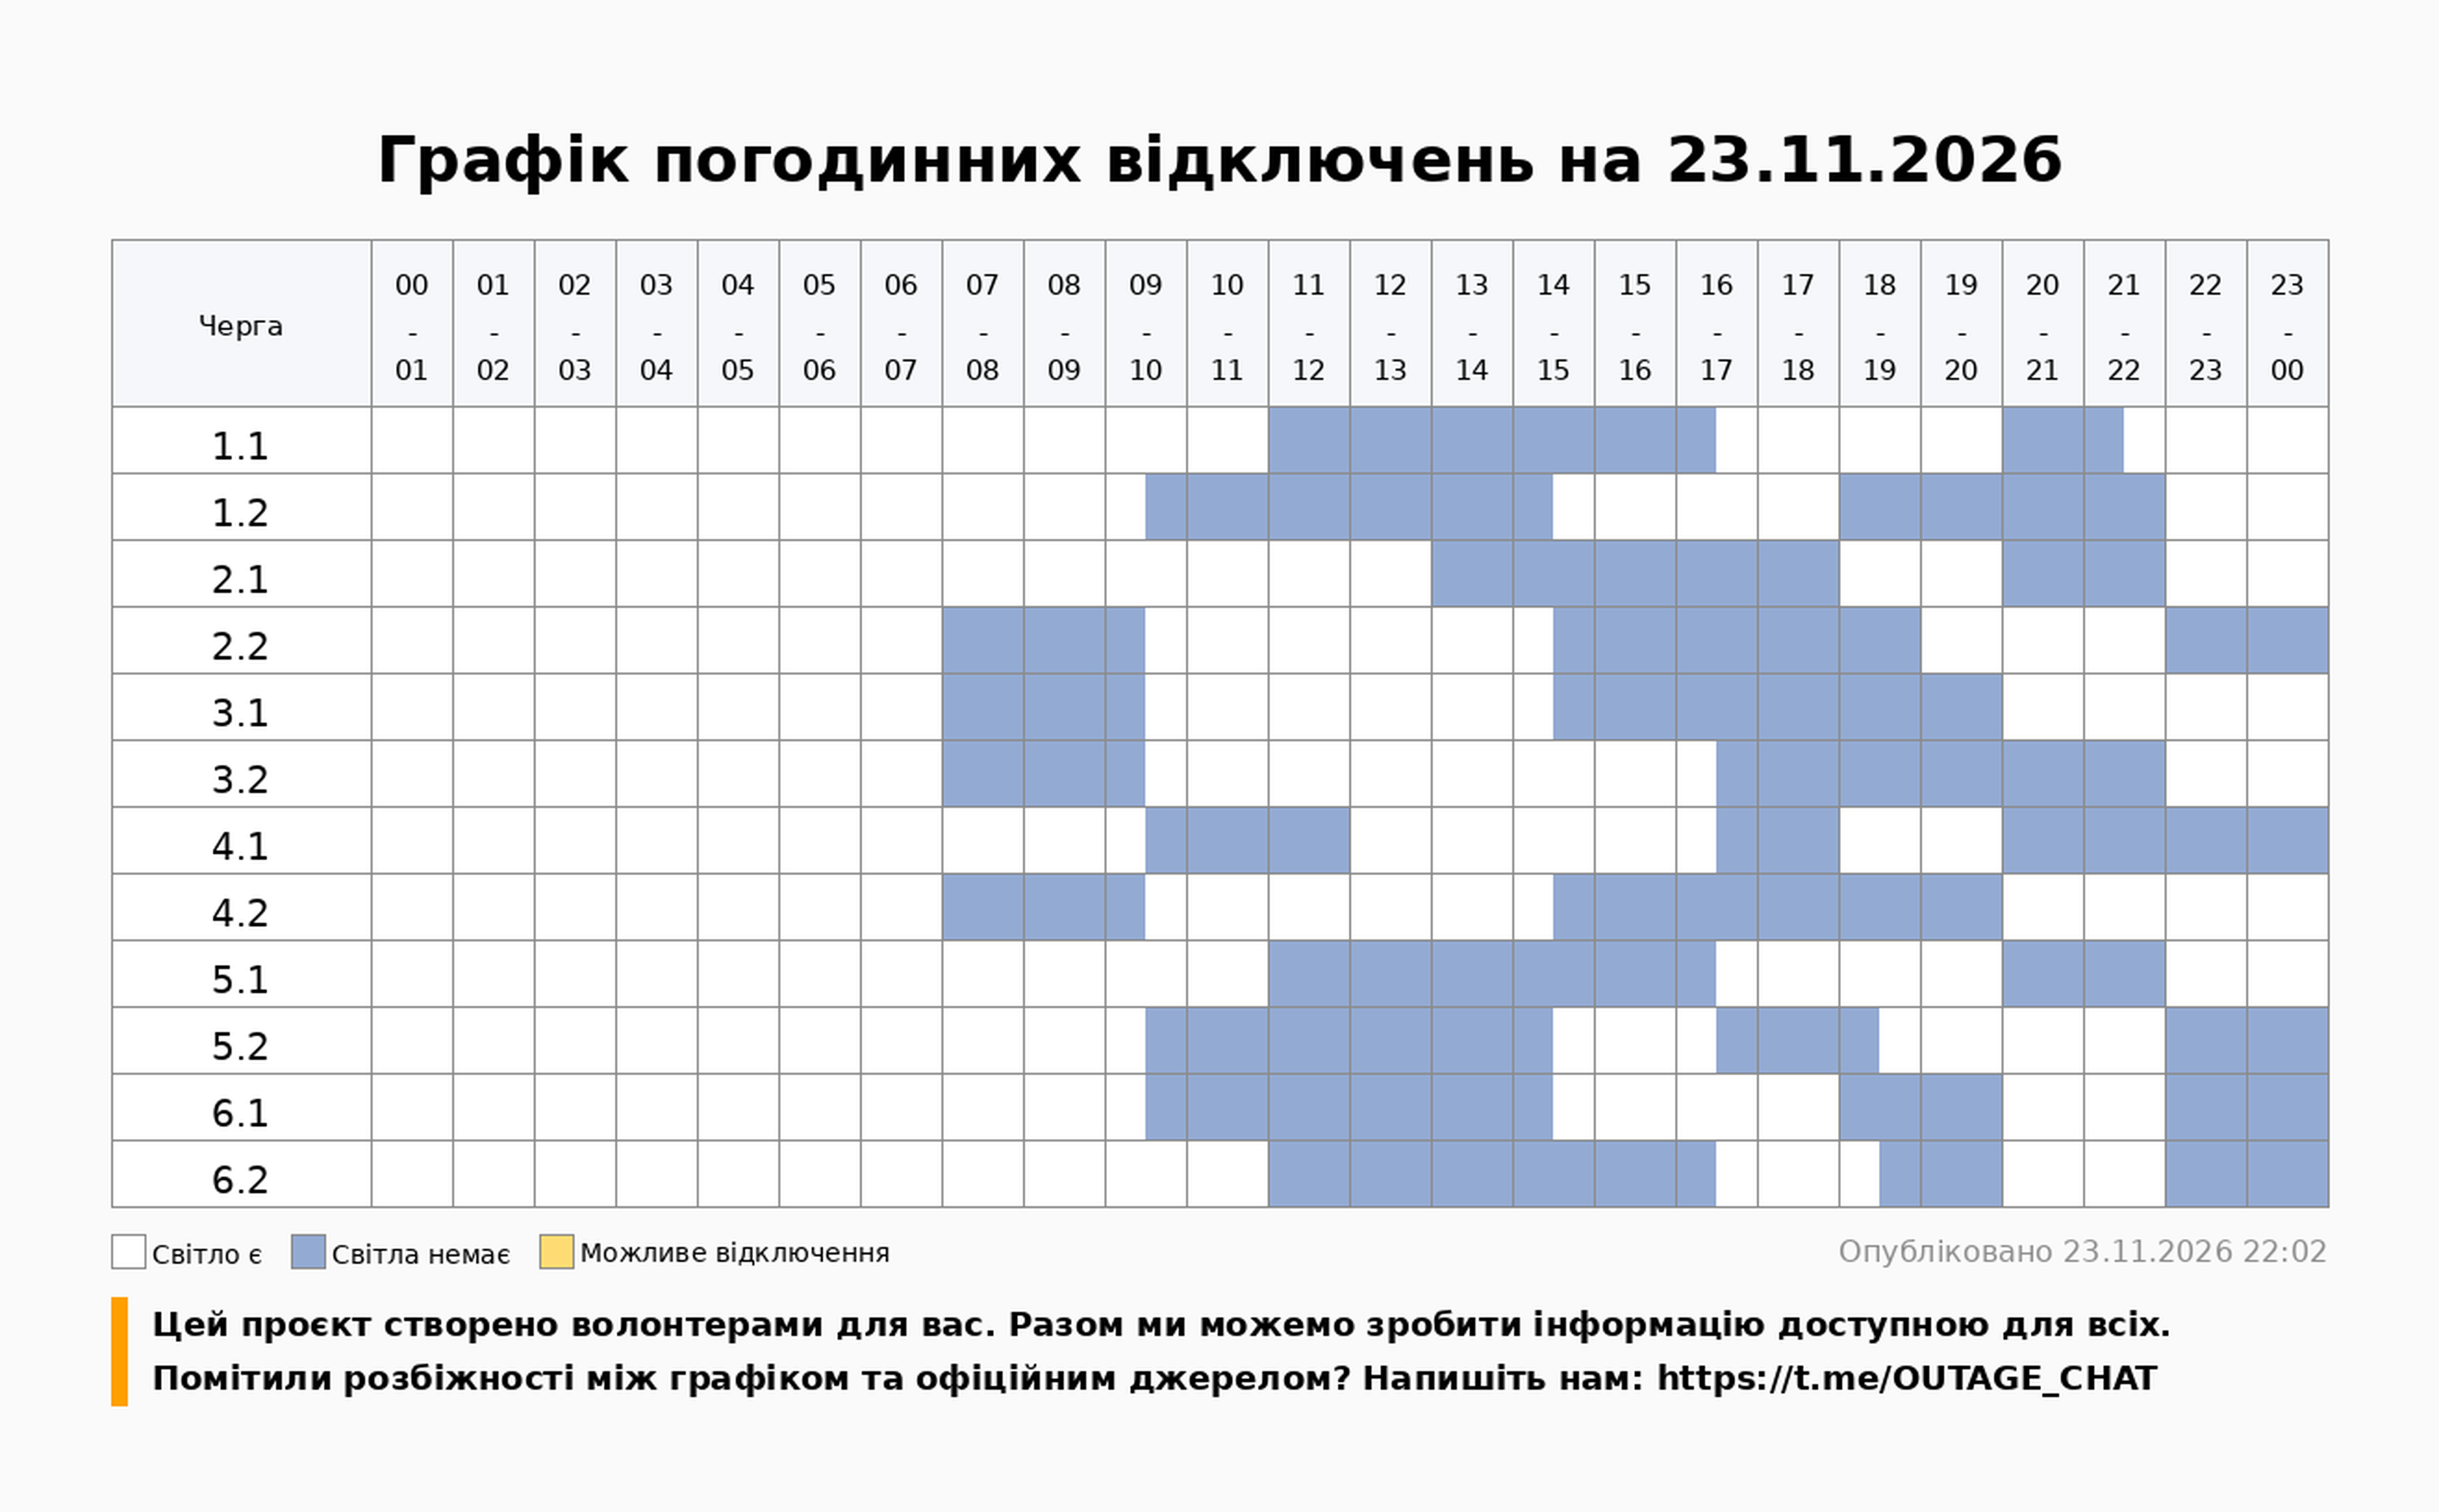 Графік погодинних відключень на 23.11.2026
Черга 00 - 01 01 - 02 02 - 03 03 - 04 04 - 05 05 - 06 06 - 07 07 - 08 08 - 09 09 - 10 10 - 11 11 - 12 12 - 13 13 - 14 14 - 15 15 - 16 16 - 17 17 - 18 18 - 19 19 - 20 20 - 21 21 - 22 22 - 23 23 - 00
1.1
1.2
2.1
2.2
3.1
3.2
4.1
4.2
5.1
5.2
6.1
6.2
Світло є Світла немає Можливе відключення Опубліковано 23.11.2026 22:02
Цей проєкт створено волонтерами для вас. Разом ми можемо зробити інформацію доступною для всіх.
Помітили розбіжності між графіком та офіційним джерелом? Напишіть нам: https://t.me/OUTAGE_CHAT